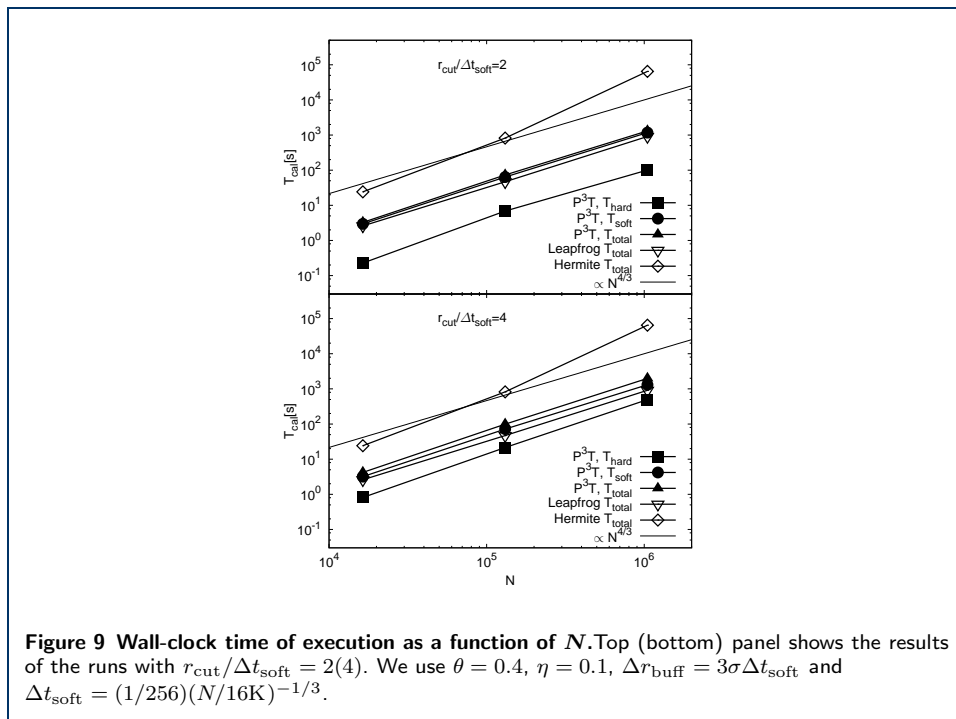 r_cut/Δt_soft=2
10^5
10^4
10^3
10^2
10^1
10^0
10^-1
T_cal[s]
P^3T, T_hard
P^3T, T_soft
P^3T, T_total
Leapfrog T_total
Hermite T_total
∝ N^4/3
r_cut/Δt_soft=4
10^5
10^4
10^3
10^2
10^1
10^0
10^-1
T_cal[s]
P^3T, T_hard
P^3T, T_soft
P^3T, T_total
Leapfrog T_total
Hermite T_total
∝ N^4/3
10^4 10^5 10^6
N
Figure 9 Wall-clock time of execution as a function of N.Top (bottom) panel shows the results
of the runs with r_cut/Δt_soft = 2(4). We use θ = 0.4, η = 0.1, Δr_buff = 3σΔt_soft and
Δt_soft = (1/256)(N/16K)^−1/3.